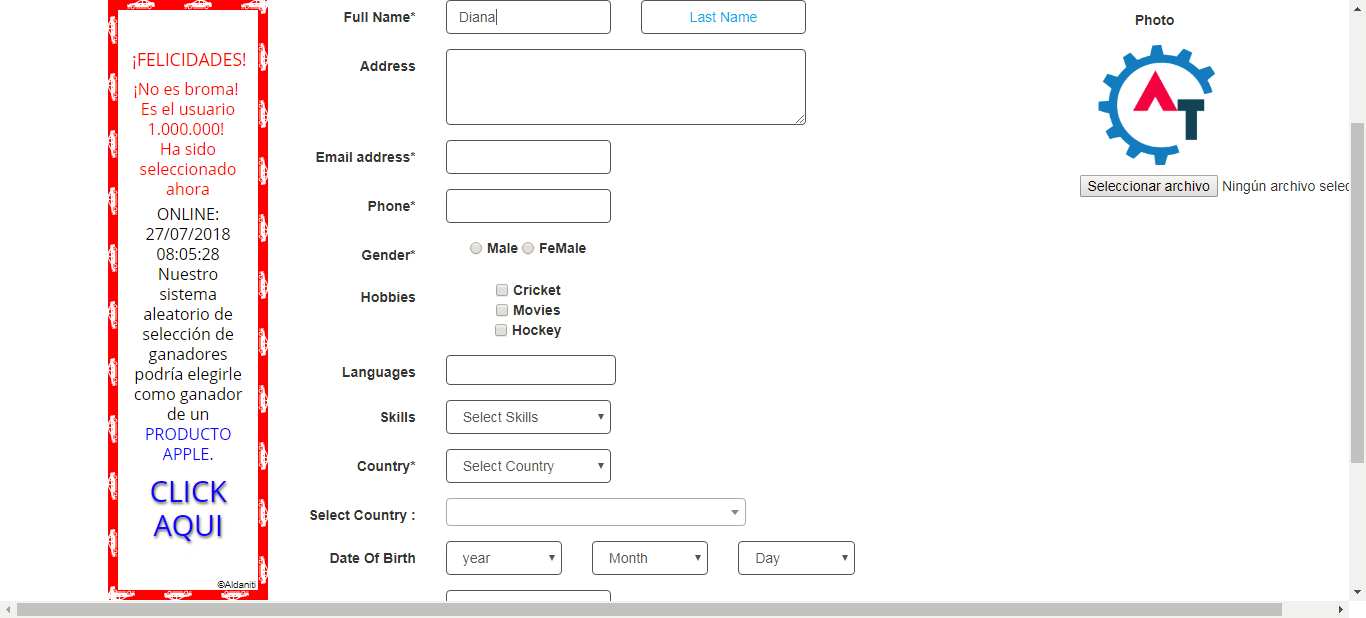 ¡FELICIDADES!
¡No es broma!
Es el usuario
1.000.000!
Ha sido
seleccionado
ahora
ONLINE:
27/07/2018
08:05:28
Nuestro
sistema
aleatorio de
selección de
ganadores
podría elegirle
como ganador
de un
PRODUCTO
APPLE.
CLICK
AQUI
©Aldaniti
Full Name* Diana Last Name
Address
Email address*
Phone*
Gender* Male FeMale
Hobbies Cricket
Movies
Hockey
Languages
Skills Select Skills
Country* Select Country
Select Country :
Date Of Birth year Month Day
Photo
AT
Seleccionar archivo Ningún archivo selec